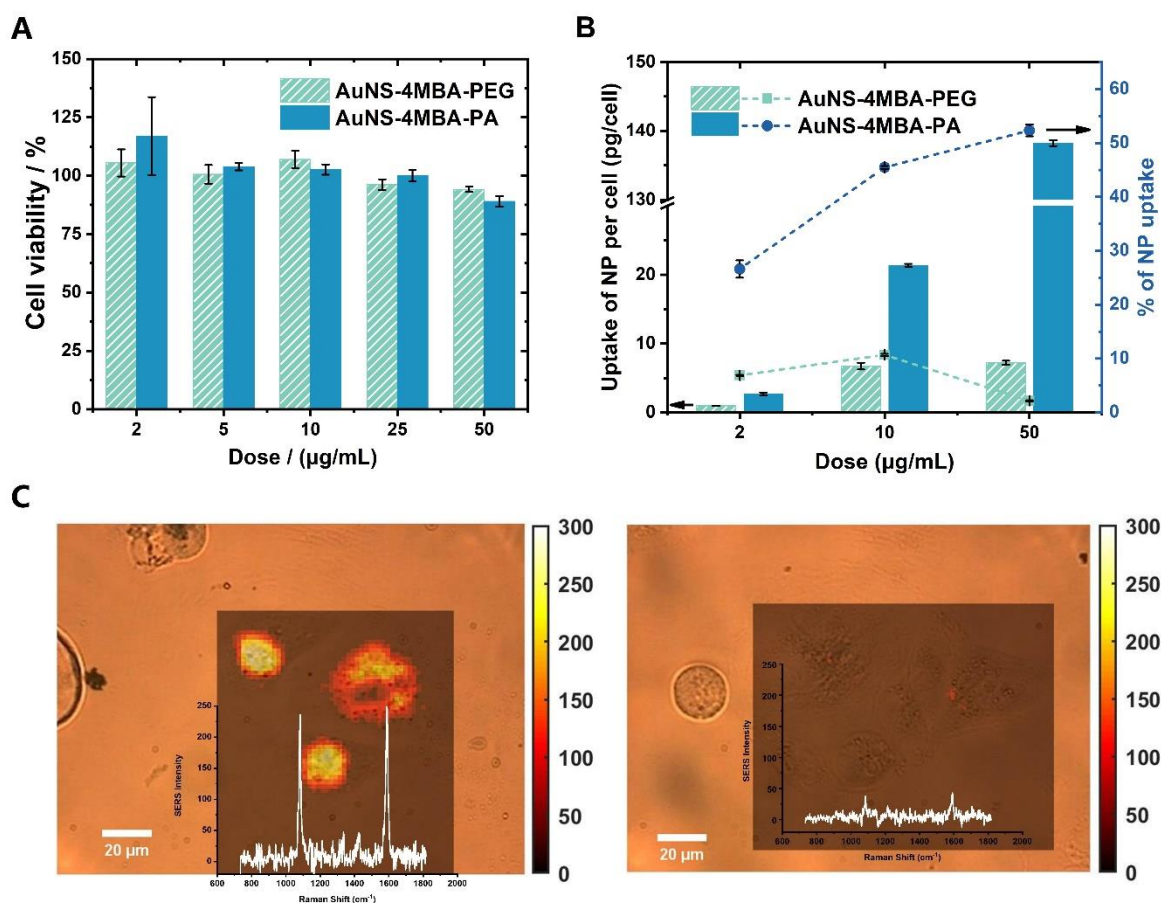 A
150
125
100
75
50
25
0
Cell viability / %
AuNS-4MBA-PEG
AuNS-4MBA-PA
2 5 10 25 50
Dose / (µg/mL)
B
150
140
130
20
10
0
Uptake of NP per cell (pg/cell)
AuNS-4MBA-PEG
AuNS-4MBA-PA
60
50
40
30
20
10
0
% of NP uptake
2 10 50
Dose (µg/mL)
C
250
200
150
100
50
0
SERS Intensity
600 800 1000 1200 1400 1600 1800 2000
Raman Shift (cm-1)
20 µm
300
250
200
150
100
50
0
250
200
150
100
50
0
SERS Intensity
600 800 1000 1200 1400 1600 1800 2000
Raman Shift (cm-1)
20 µm
300
250
200
150
100
50
0